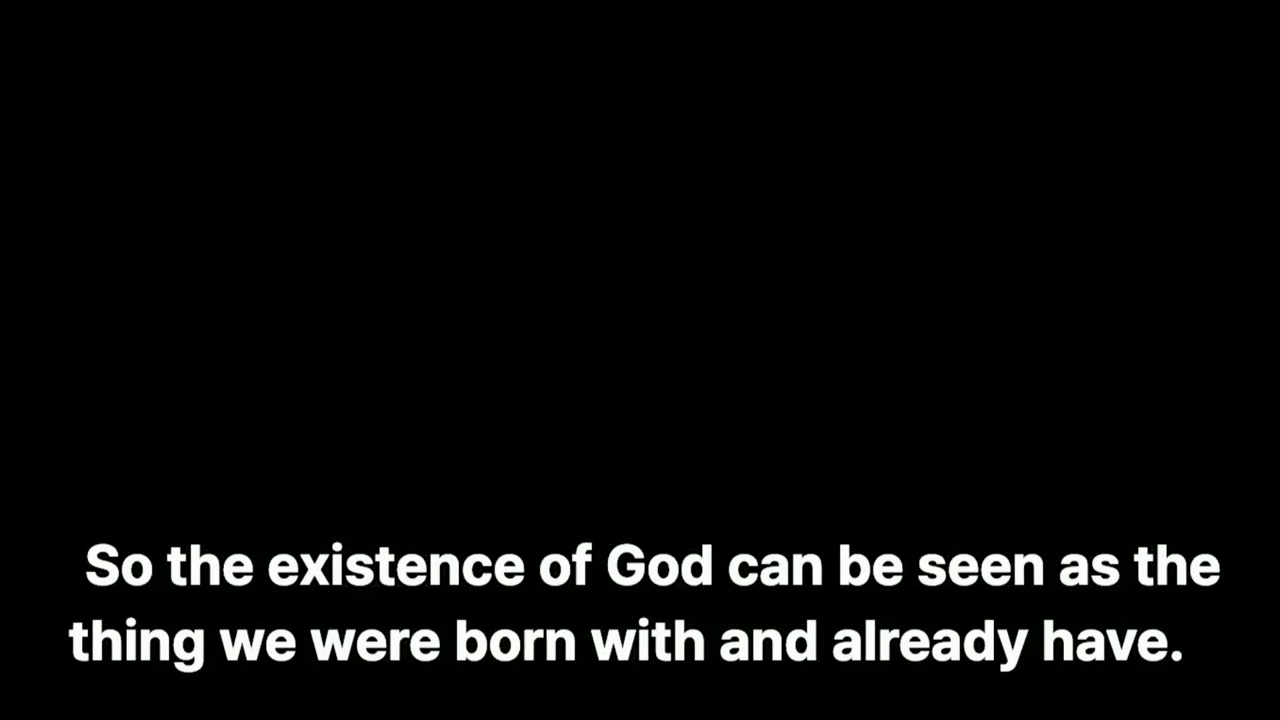 So the existence of God can be seen as the
thing we were born with and already have.